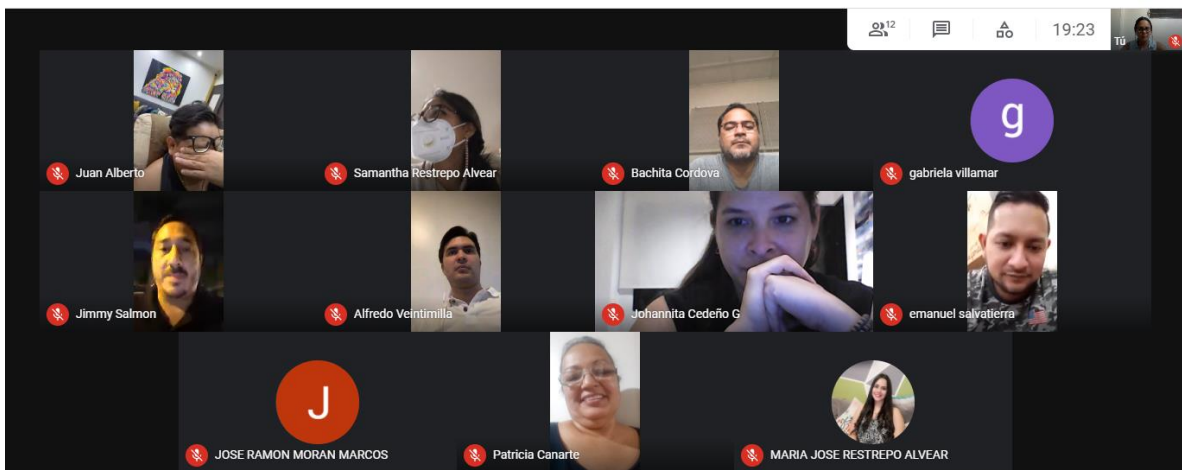 12
19:23
Tú
Juan Alberto
Samantha Restrepo Alvear
Bachita Cordova
g
gabriela villamar
Jimmy Salmon
Alfredo Veintimilla
Johannita Cedeño G
emanuel salvatierra
J
JOSE RAMON MORAN MARCOS
Patricia Canarte
MARIA JOSE RESTREPO ALVEAR